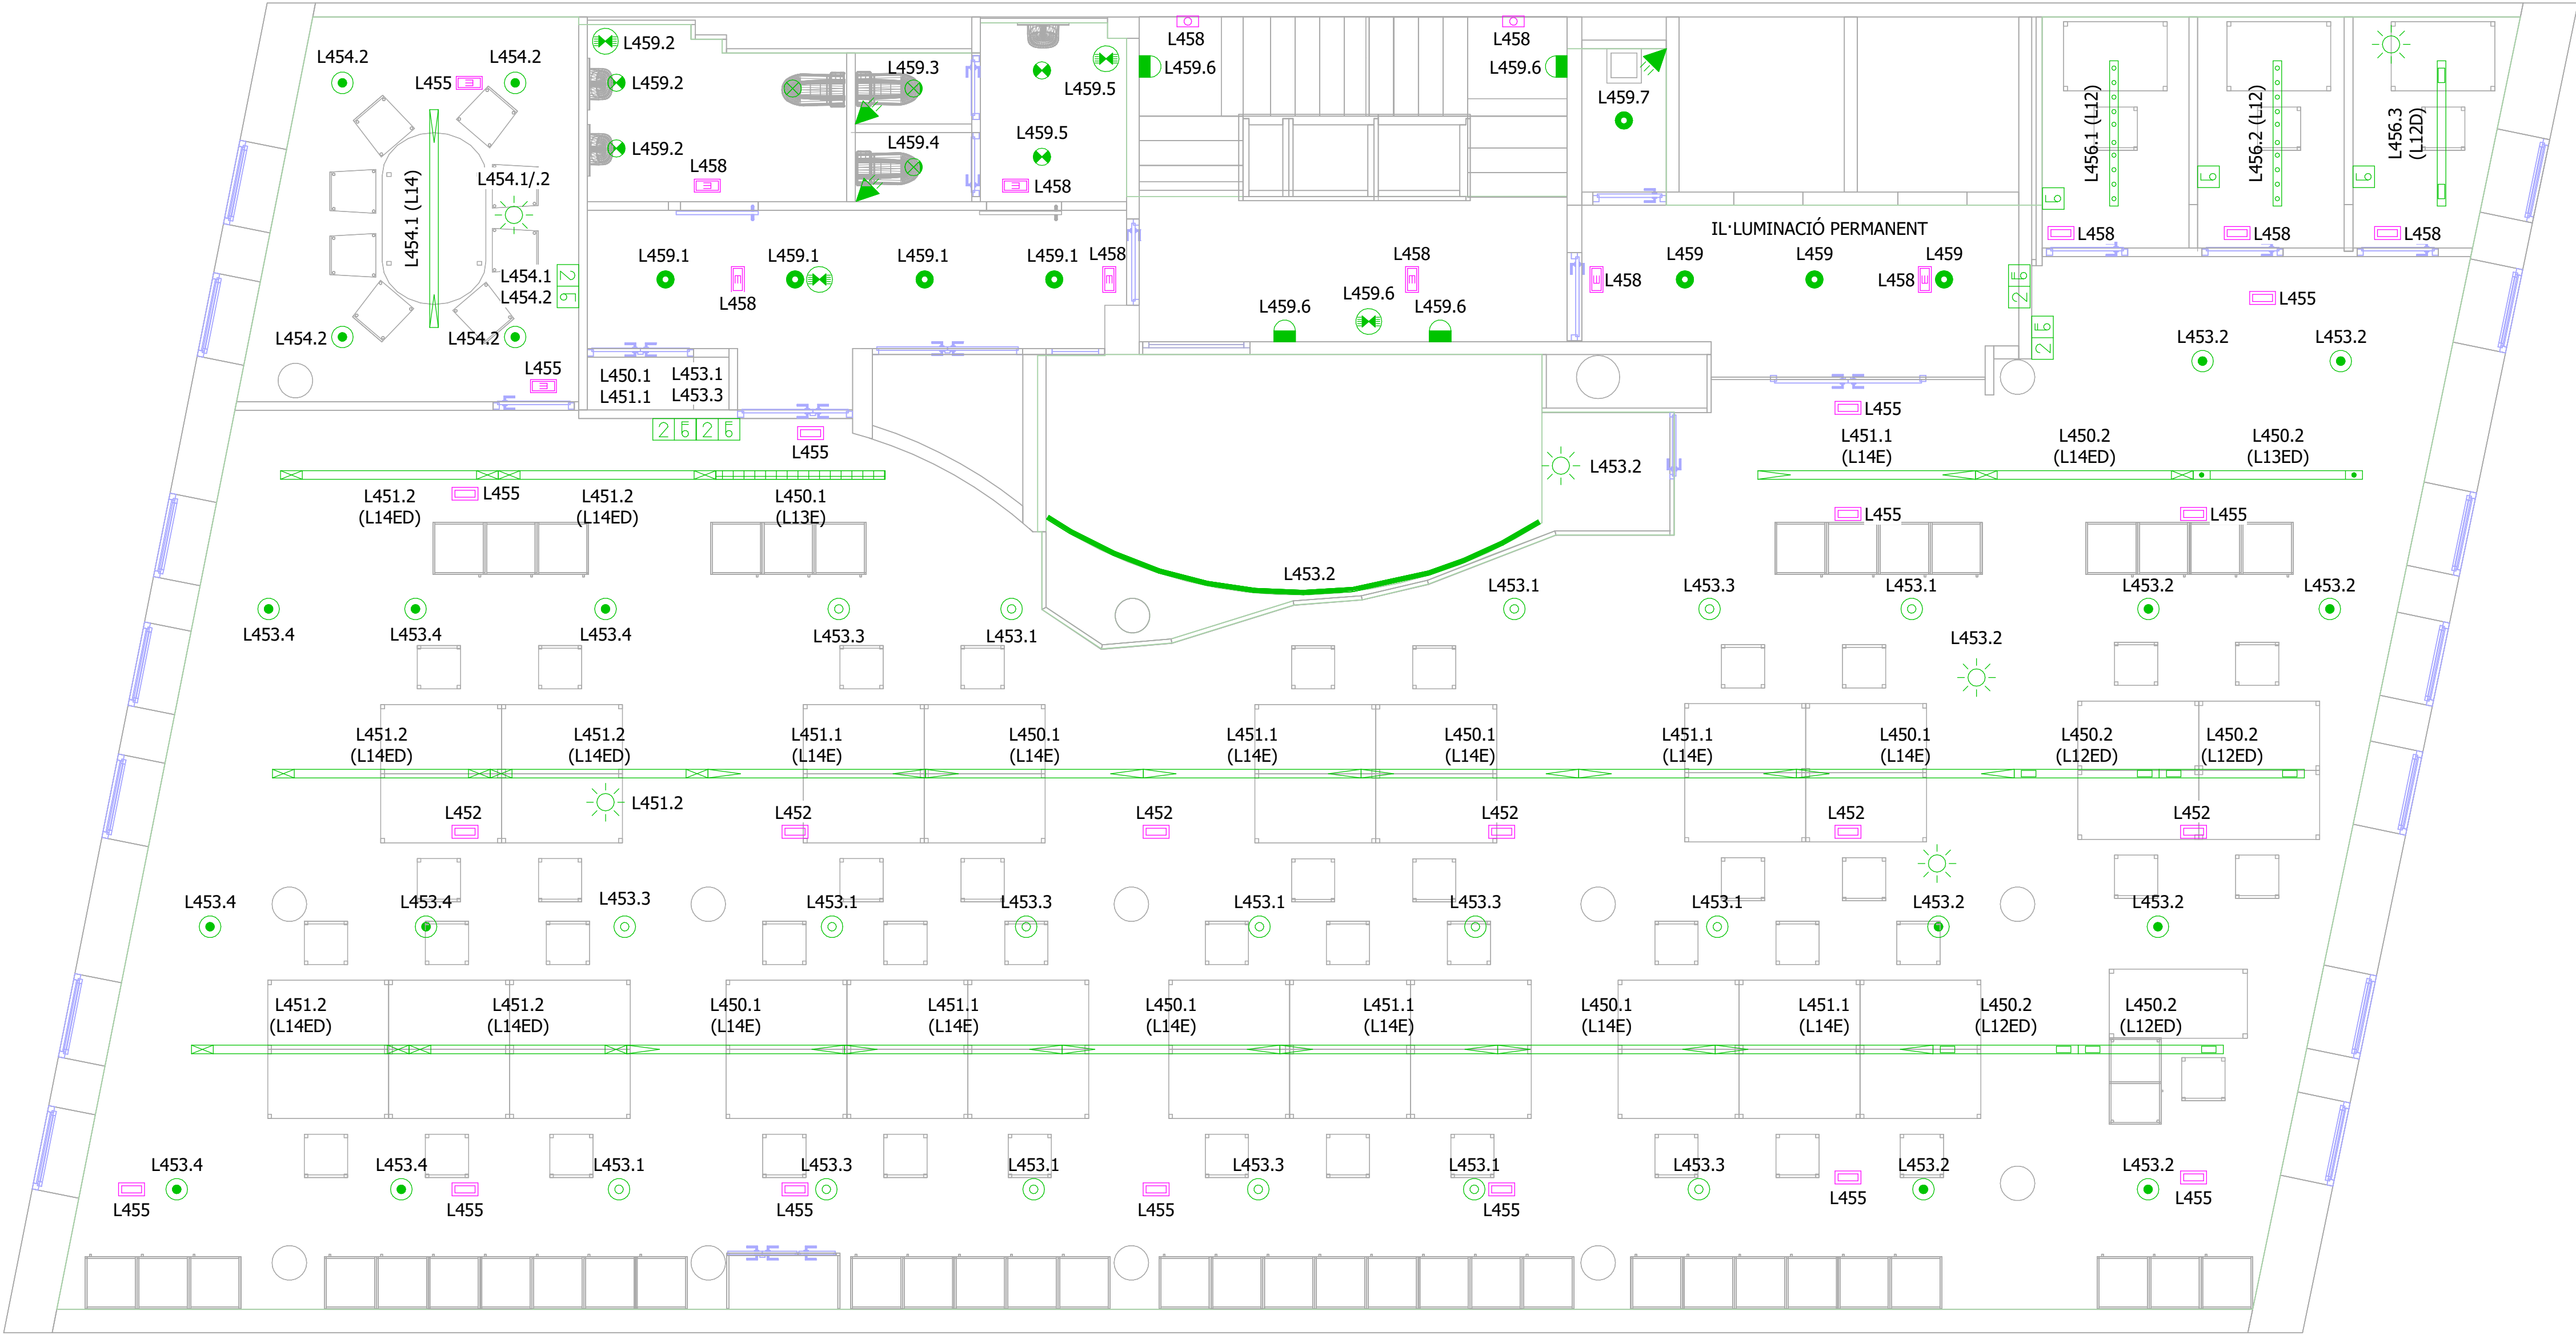 L454.2
L454.2
L455
L459.2
L459.2
L459.2
L459.3
L459.4
L459.5
L459.5
L458
L458
L458
L459.6
L458
L459.6
L459.7
L456.1 (L12)
L456.2 (L12)
L456.3
(L12D)
L458
L458
L458
L454.1 (L14)
L454.1/.2
L454.1
L454.2
L454.2
L454.2
L455
IL·LUMINACIÓ PERMANENT
L459.1
L459.1
L459.1
L459.1
L458
L458
L458
L458
L459
L459
L458
L459
L459.6
L459.6
L459.6
L455
L453.2
L453.2
L450.1
L451.1
L453.1
L453.3
L455
L455
L451.1
(L14E)
L450.2
(L14ED)
L450.2
(L13ED)
L453.2
L451.2
(L14ED)
L455
L451.2
(L14ED)
L450.1
(L13E)
L455
L455
L453.2
L453.4
L453.4
L453.4
L453.3
L453.1
L453.1
L453.3
L453.1
L453.2
L453.2
L453.2
L451.2
(L14ED)
L451.2
(L14ED)
L451.1
(L14E)
L450.1
(L14E)
L451.1
(L14E)
L450.1
(L14E)
L451.1
(L14E)
L450.1
(L14E)
L450.2
(L12ED)
L450.2
(L12ED)
L451.2
L452
L452
L452
L452
L452
L452
L453.4
L453.4
L453.3
L453.1
L453.3
L453.1
L453.3
L453.1
L453.2
L453.2
L451.2
(L14ED)
L451.2
(L14ED)
L450.1
(L14E)
L451.1
(L14E)
L450.1
(L14E)
L451.1
(L14E)
L450.1
(L14E)
L451.1
(L14E)
L450.2
(L12ED)
L450.2
(L12ED)
L453.4
L453.4
L453.1
L453.3
L453.1
L453.3
L453.1
L453.3
L453.2
L453.2
L455
L455
L455
L455
L455
L455
L455